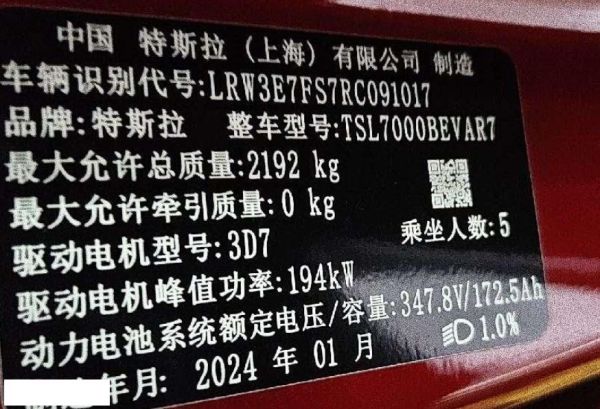 中国 特斯拉（上海）有限公司 制造
车辆识别代号:LRW3E7FS7RC091017
品牌:特斯拉 整车型号:TSL7000BEVAR7
最大允许总质量:2192 kg
最大允许牵引质量:0 kg
乘坐人数:5
驱动电机型号:3D7
驱动电机峰值功率:194kW
动力电池系统额定电压/容量:347.8V/172.5Ah
1.0%
年月: 2024 年 01 月